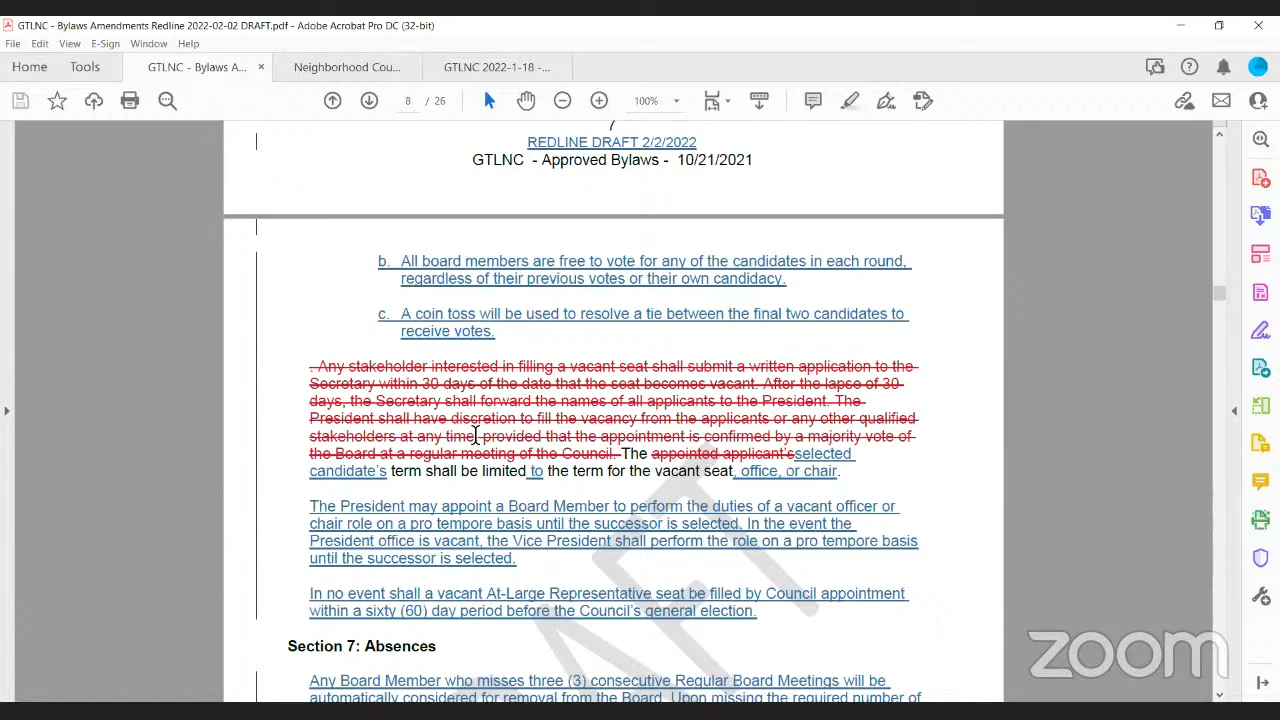 GTLNC - Bylaws Amendments Redline 2022-02-02 DRAFT.pdf - Adobe Acrobat Pro DC (32-bit)
File Edit View E-Sign Window Help
Home Tools GTLNC - Bylaws A... × Neighborhood Cou... GTLNC 2022-1-18 -...
8 / 26 100%
7
REDLINE DRAFT 2/2/2022
GTLNC - Approved Bylaws - 10/21/2021
b. All board members are free to vote for any of the candidates in each round,
regardless of their previous votes or their own candidacy.
c. A coin toss will be used to resolve a tie between the final two candidates to
receive votes.
. Any stakeholder interested in filling a vacant seat shall submit a written application to the
Secretary within 30 days of the date that the seat becomes vacant. After the lapse of 30
days, the Secretary shall forward the names of all applicants to the President. The
President shall have discretion to fill the vacancy from the applicants or any other qualified
stakeholders at any time, provided that the appointment is confirmed by a majority vote of
the Board at a regular meeting of the Council. The appointed applicant'sselected
candidate's term shall be limited to the term for the vacant seat, office, or chair.
The President may appoint a Board Member to perform the duties of a vacant officer or
chair role on a pro tempore basis until the successor is selected. In the event the
President office is vacant, the Vice President shall perform the role on a pro tempore basis
until the successor is selected.
In no event shall a vacant At-Large Representative seat be filled by Council appointment
within a sixty (60) day period before the Council's general election.
Section 7: Absences
Any Board Member who misses three (3) consecutive Regular Board Meetings will be
automatically considered for removal from the Board. Upon missing the required number of
AFT
zoom